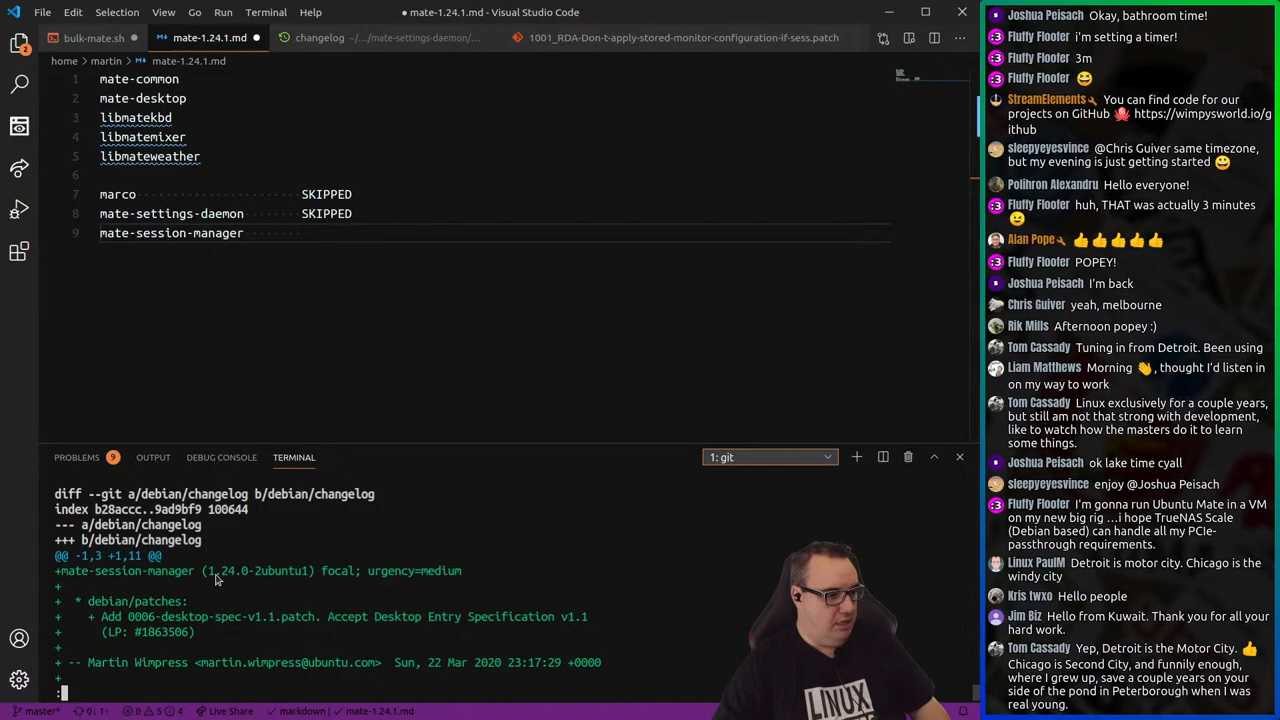 File Edit Selection View Go Run Terminal Help
● mate-1.24.1.md - Visual Studio Code
bulk-mate.sh ●
mate-1.24.1.md ●
changelog ~/.../mate-settings-daemon/...
1001_RDA-Don-t-apply-stored-monitor-configuration-if-sess.patch
home > martin > mate-1.24.1.md
1 mate-common
2 mate-desktop
3 libmatekbd
4 libmatemixer
5 libmateweather
6
7 marco SKIPPED
8 mate-settings-daemon SKIPPED
9 mate-session-manager
2
PROBLEMS 9 OUTPUT DEBUG CONSOLE TERMINAL
1: git
diff --git a/debian/changelog b/debian/changelog
index b28accc..9ad9bf9 100644
--- a/debian/changelog
+++ b/debian/changelog
@@ -1,3 +1,11 @@
+mate-session-manager (1.24.0-2ubuntu1) focal; urgency=medium
+
+  * debian/patches:
+    + Add 0006-desktop-spec-v1.1.patch. Accept Desktop Entry Specification v1.1
+      (LP: #1863506)
+
+ -- Martin Wimpress <martin.wimpress@ubuntu.com>  Sun, 22 Mar 2020 23:17:29 +0000
+
:
master* 0↓ 1↑ 0 5 4 Live Share markdown | mate-1.24.1.md
LINUX
Joshua Peisach Okay, bathroom time!
Fluffy Floofer i'm setting a timer!
Fluffy Floofer 3m
Fluffy Floofer 😆
StreamElements You can find code for our
projects on GitHub 🐙 https://wimpysworld.io/g
ithub
sleepyeyesvince @Chris Guiver same timezone,
but my evening is just getting started 😀
Polihron Alexandru Hello everyone!
Fluffy Floofer huh, THAT was actually 3 minutes
😉
Alan Pope 👍👍👍👍👍
Fluffy Floofer POPEY!
Joshua Peisach I'm back
Chris Guiver yeah, melbourne
Rik Mills Afternoon popey :)
Tom Cassady Tuning in from Detroit. Been using
Liam Matthews Morning 👋, thought I'd listen in
on my way to work
Tom Cassady Linux exclusively for a couple years,
but still am not that strong with development,
like to watch how the masters do it to learn
some things.
Joshua Peisach ok lake time cyall
sleepyeyesvince enjoy @Joshua Peisach
Fluffy Floofer I'm gonna run Ubuntu Mate in a VM
on my new big rig ...i hope TrueNAS Scale
(Debian based) can handle all my PCIe-
passthrough requirements.
Linux PaulM Detroit is motor city. Chicago is the
windy city
Kris twxo Hello people
Jim Biz Hello from Kuwait. Thank you for all your
hard work.
Tom Cassady Yep, Detroit is the Motor City. 👍
Chicago is Second City, and funnily enough,
where I grew up, save a couple years on your
side of the pond in Peterborough when I was
real young.